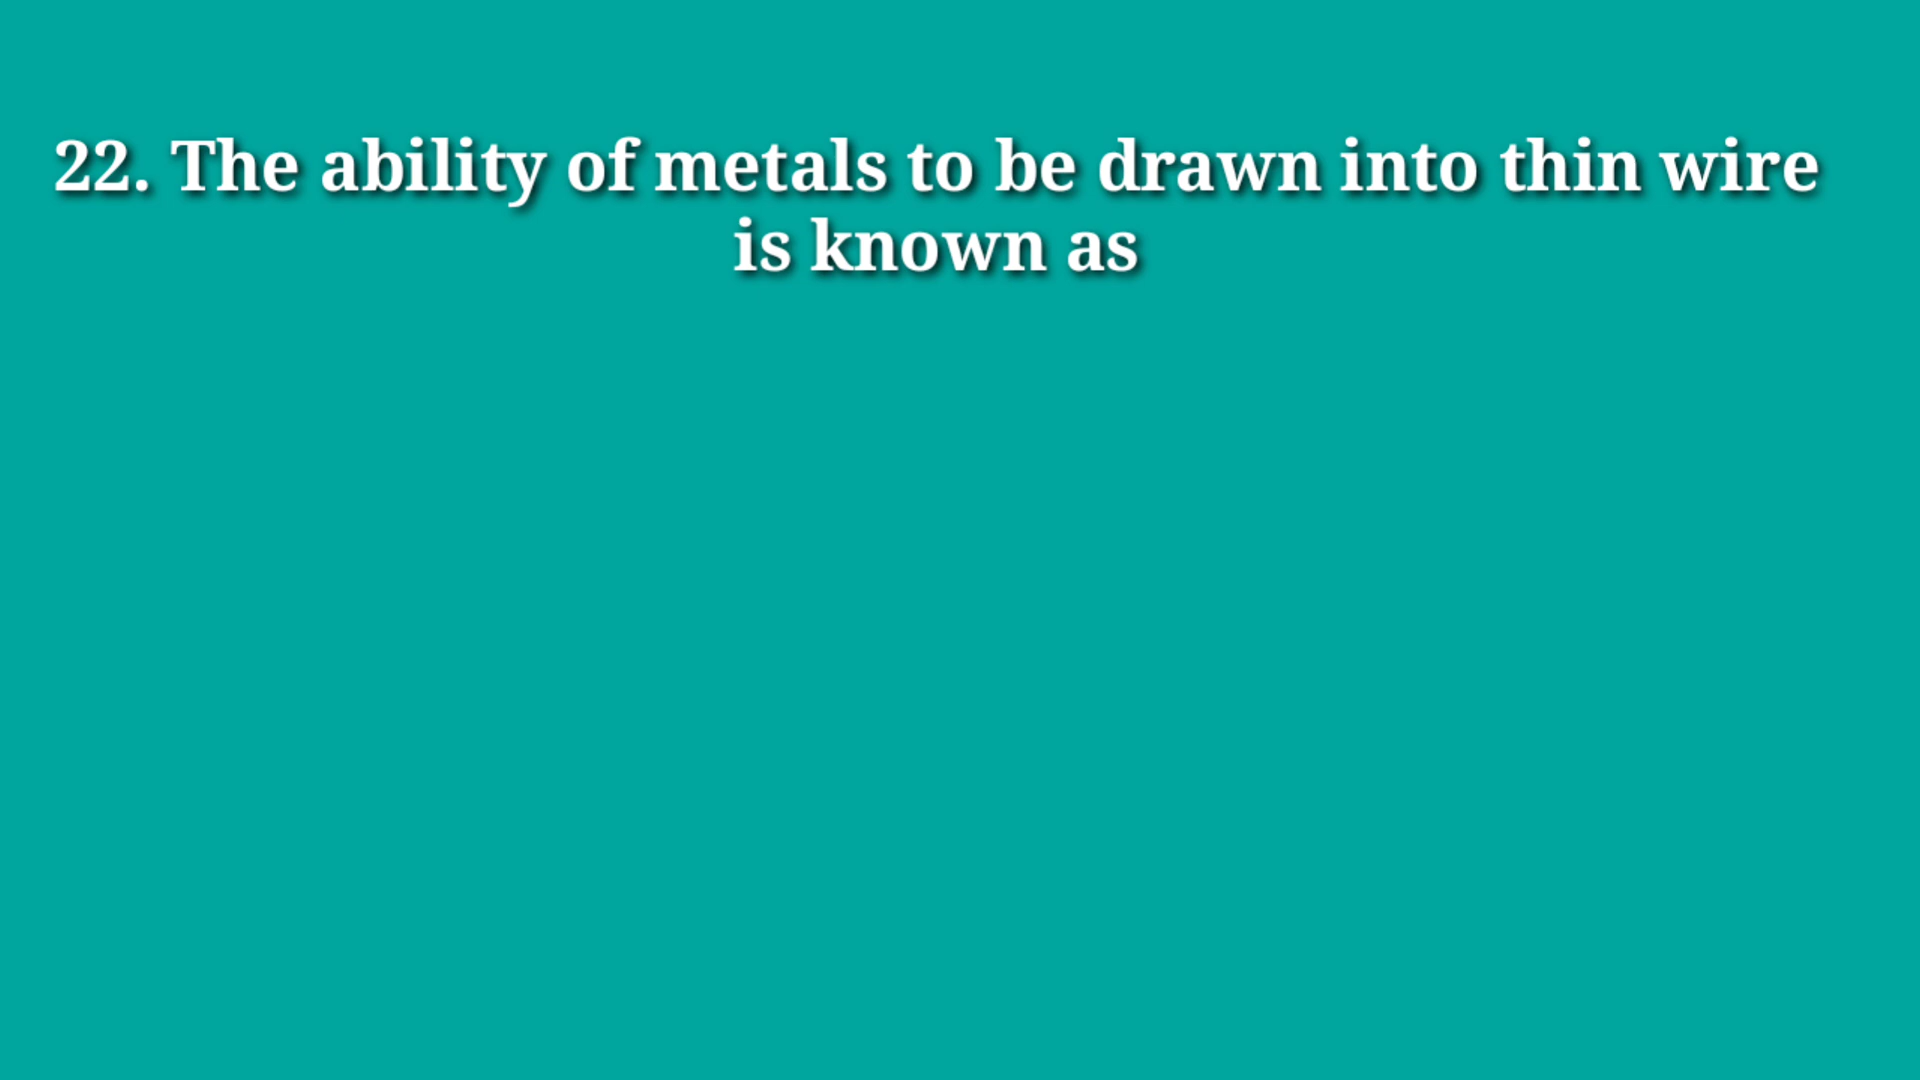 22. The ability of metals to be drawn into thin wire
is known as